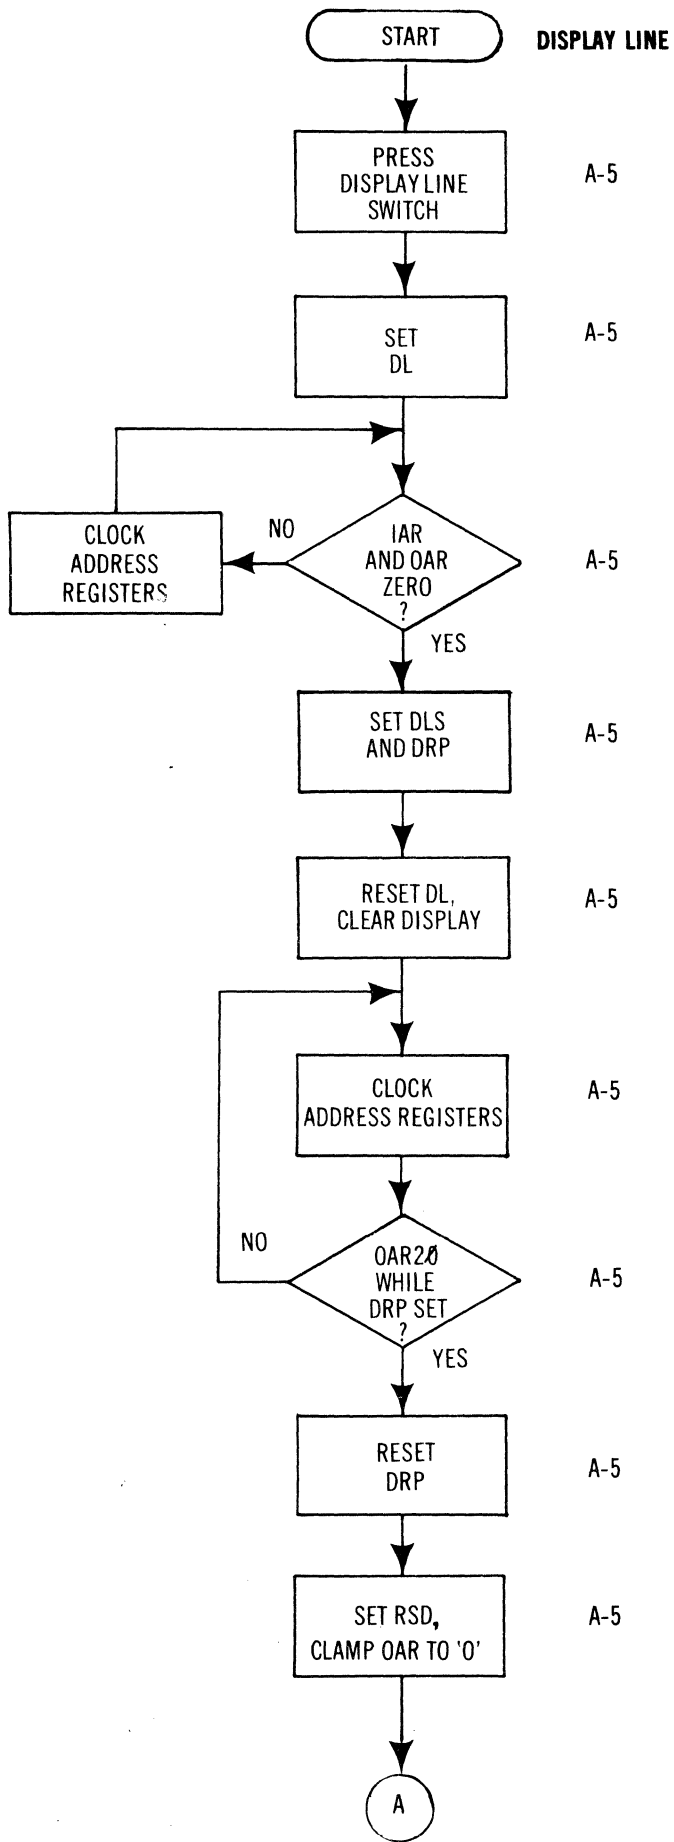 START
DISPLAY LINE
PRESS
DISPLAY LINE
SWITCH
A-5
SET
DL
A-5
CLOCK
ADDRESS
REGISTERS
NO
IAR
AND OAR
ZERO
?
A-5
YES
SET DLS
AND DRP
A-5
RESET DL,
CLEAR DISPLAY
A-5
CLOCK
ADDRESS REGISTERS
A-5
NO
OAR2Ø
WHILE
DRP SET
?
A-5
YES
RESET
DRP
A-5
SET RSD,
CLAMP OAR TO '0'
A-5
A